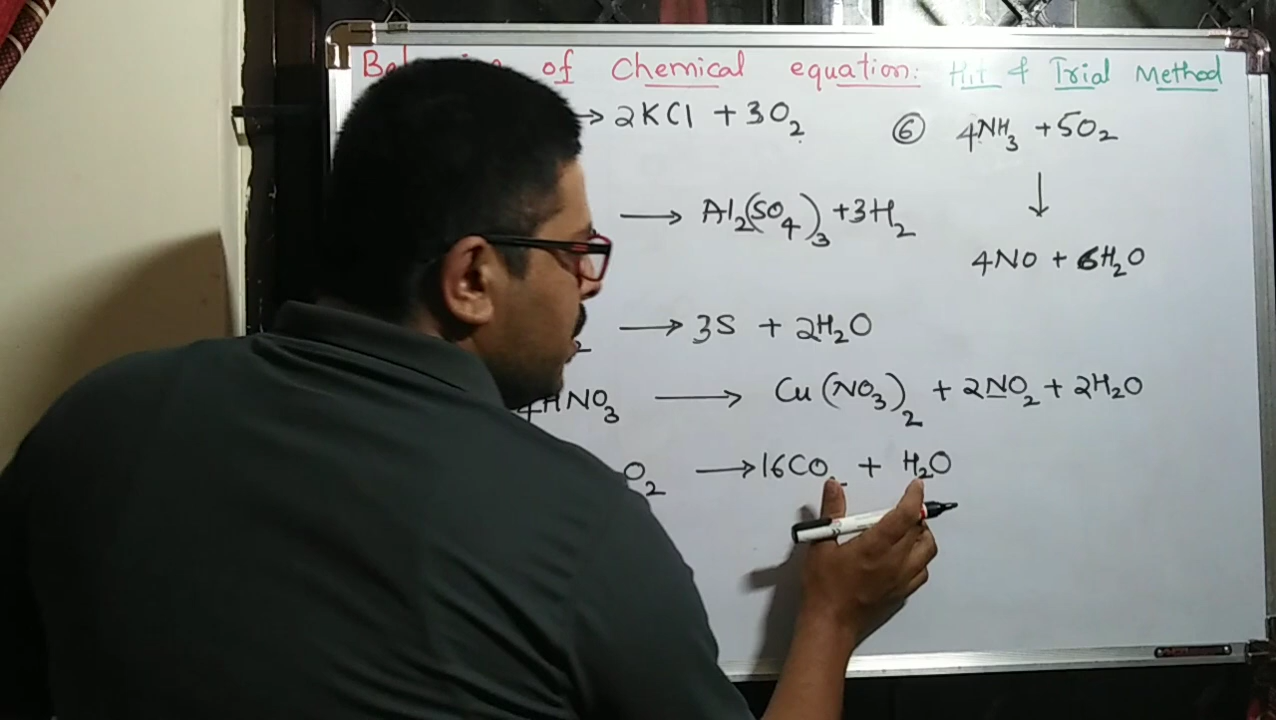 of Chemical equation: Hit & Trial Method
→ 2KCl + 3O₂
⑥ 4NH₃ + 5O₂
↓
4NO + 6H₂O
→ Al₂(SO₄)₃ + 3H₂
→ 3S + 2H₂O
4HNO₃ → Cu(NO₃)₂ + 2NO₂ + 2H₂O
O₂ → 16CO₂ + H₂O